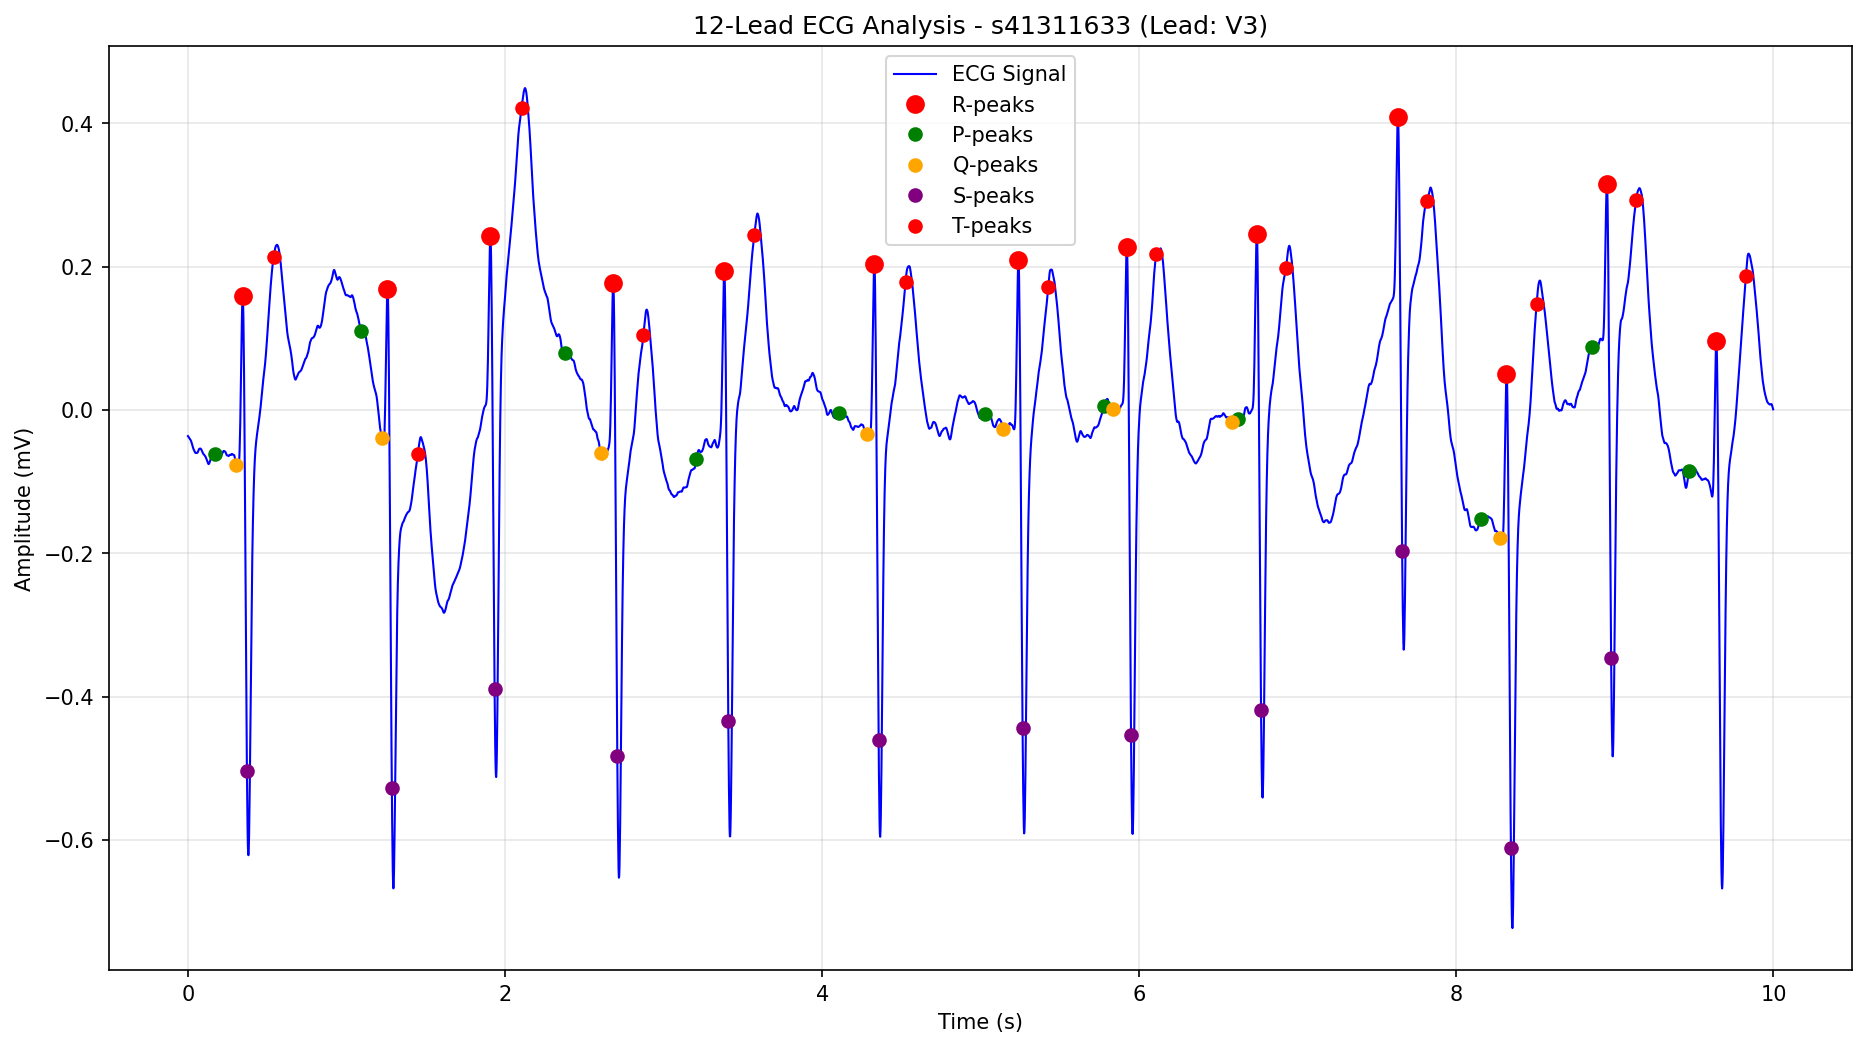 12-Lead ECG Analysis - s41311633 (Lead: V3)
ECG Signal
R-peaks
P-peaks
Q-peaks
S-peaks
T-peaks
Amplitude (mV)
0.4
0.2
0.0
−0.2
−0.4
−0.6
0 2 4 6 8 10
Time (s)